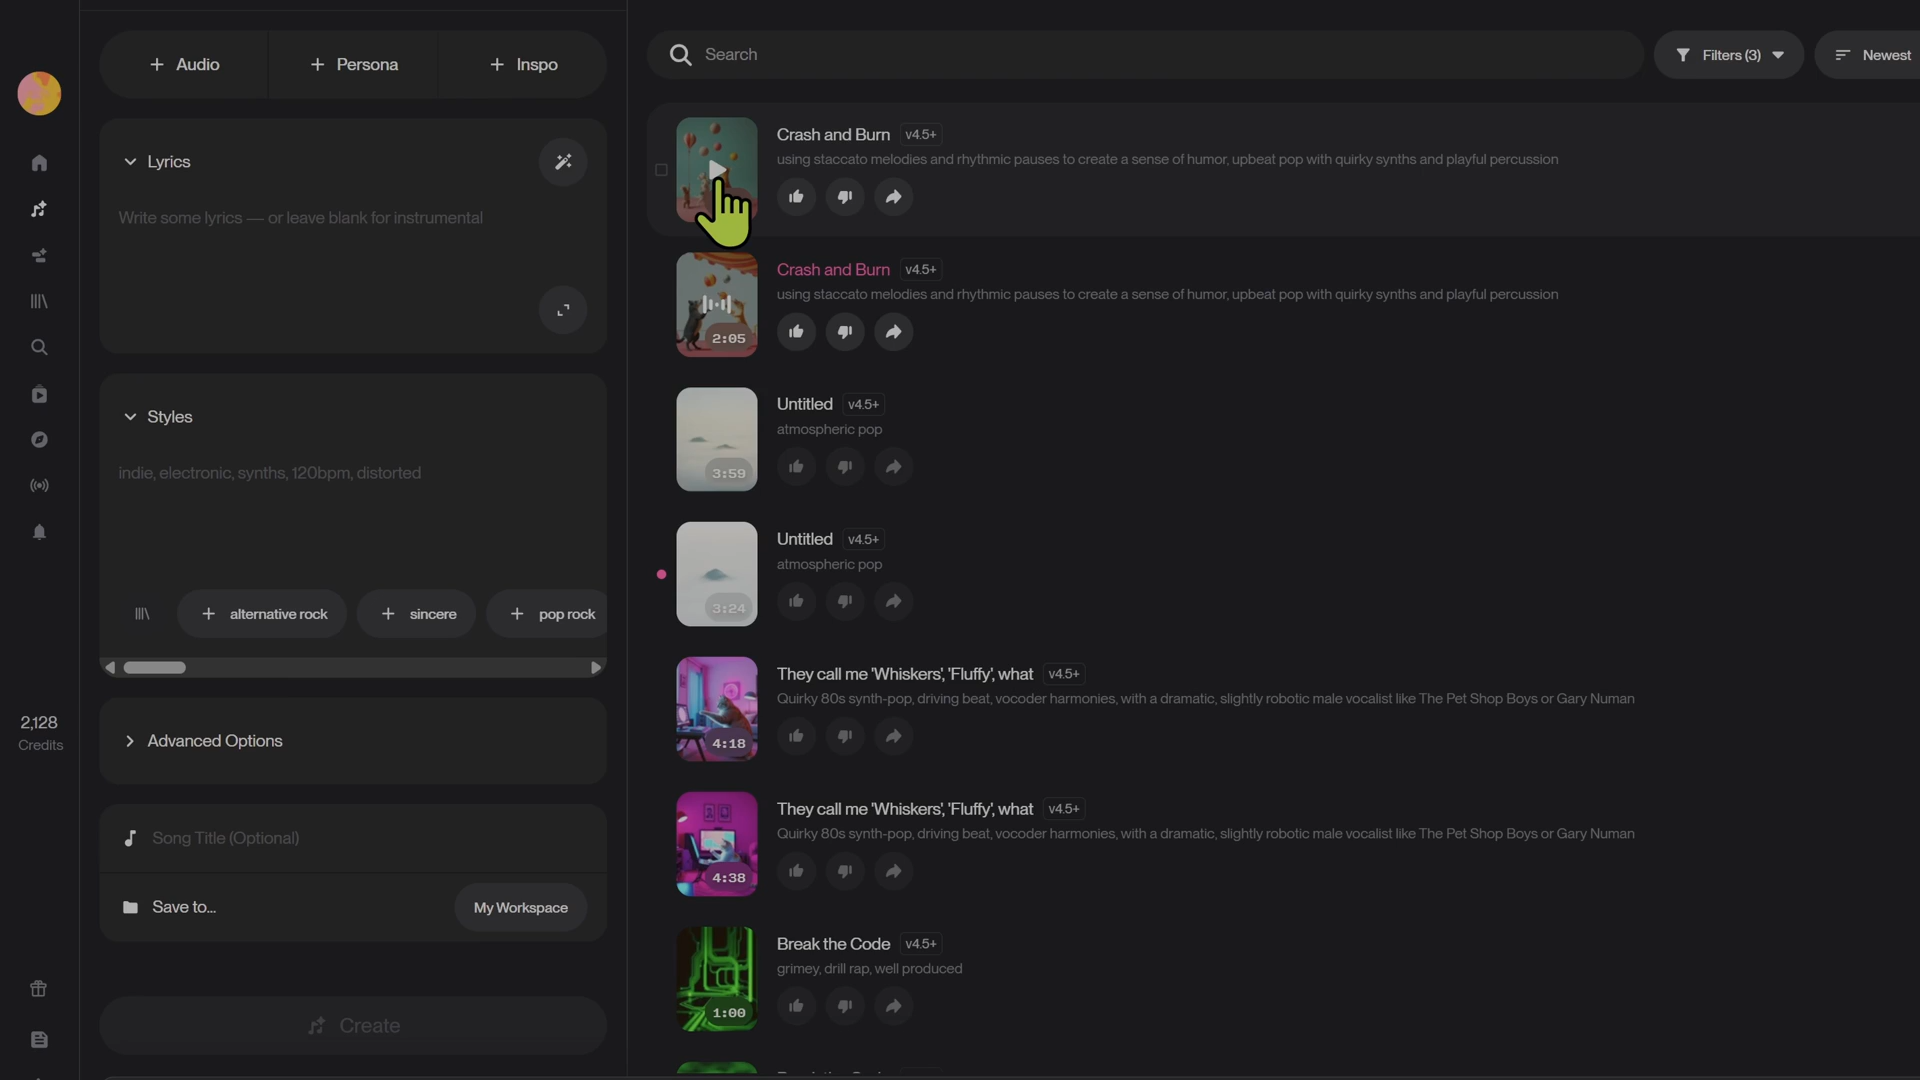 Audio
Persona
Inspo
Lyrics
Write some lyrics — or leave blank for instrumental
Styles
indie, electronic, synths, 120bpm, distorted
alternative rock
sincere
pop rock
2,128
Credits
Advanced Options
Song Title (Optional)
Save to...
My Workspace
Create
Search
Filters (3)
Newest
Crash and Burn v4.5+
using staccato melodies and rhythmic pauses to create a sense of humor, upbeat pop with quirky synths and playful percussion
Crash and Burn v4.5+
using staccato melodies and rhythmic pauses to create a sense of humor, upbeat pop with quirky synths and playful percussion
2:05
Untitled v4.5+
atmospheric pop
3:59
Untitled v4.5+
atmospheric pop
3:24
They call me 'Whiskers', 'Fluffy', what v4.5+
Quirky 80s synth-pop, driving beat, vocoder harmonies, with a dramatic, slightly robotic male vocalist like The Pet Shop Boys or Gary Numan
4:18
They call me 'Whiskers', 'Fluffy', what v4.5+
Quirky 80s synth-pop, driving beat, vocoder harmonies, with a dramatic, slightly robotic male vocalist like The Pet Shop Boys or Gary Numan
4:38
Break the Code v4.5+
grimey, drill rap, well produced
1:00